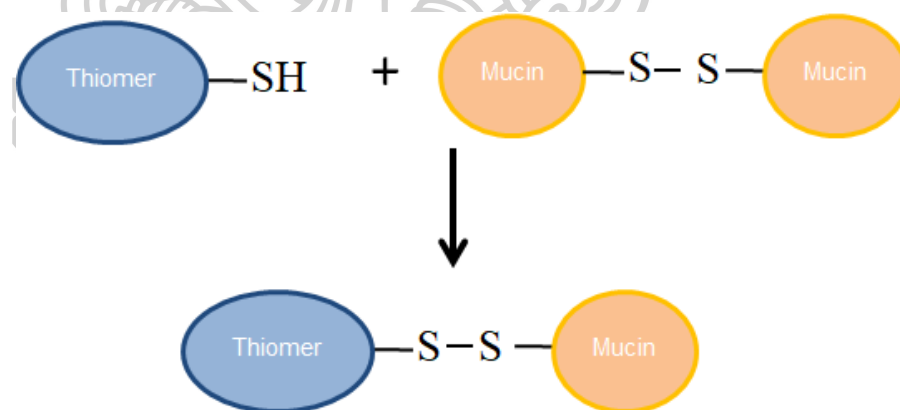 Thiomer –SH + Mucin –S– S– Mucin
Thiomer –S–S– Mucin